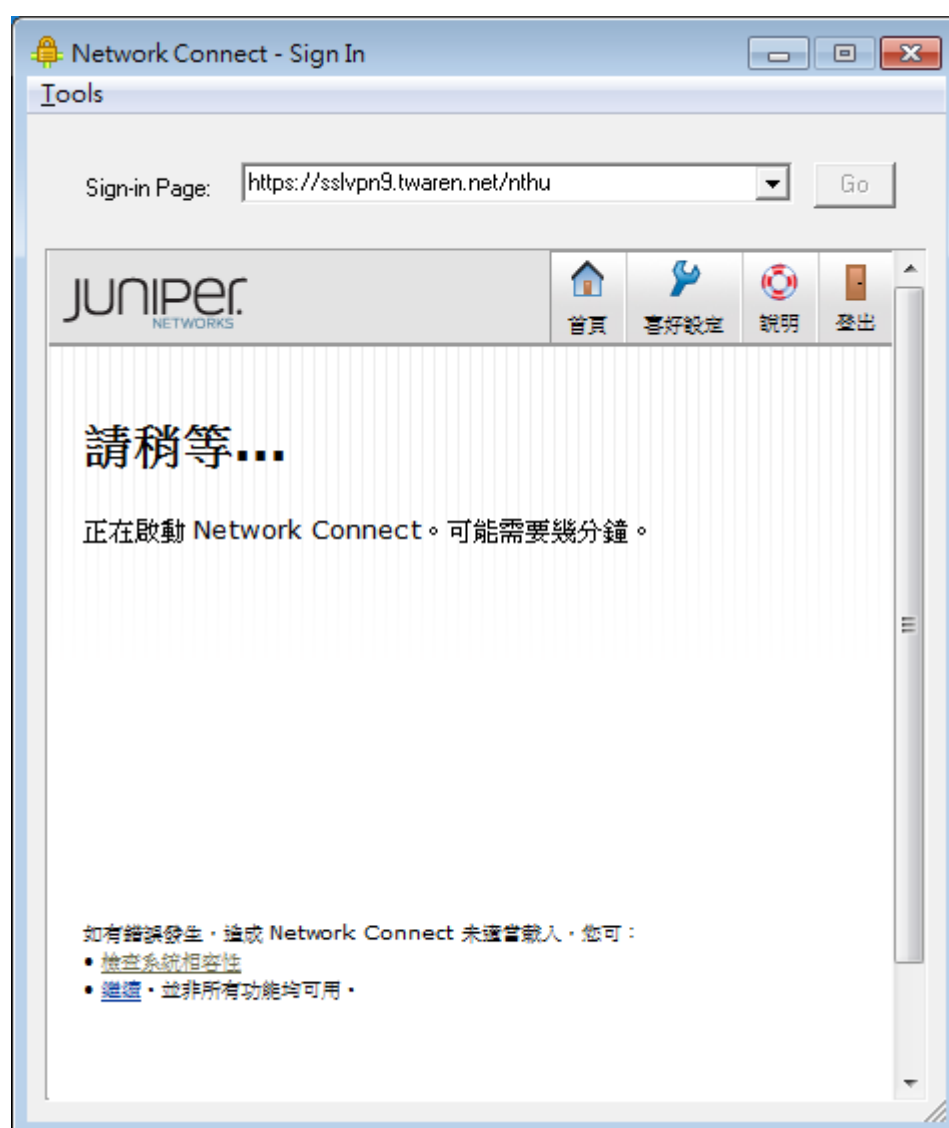 Network Connect - Sign In
Tools
Sign-in Page: https://sslvpn9.twaren.net/nthu Go
JUNIPER
NETWORKS
首頁 喜好設定 說明 登出
請稍等...
正在啟動 Network Connect。可能需要幾分鐘。
如有錯誤發生，造成 Network Connect 未適當載入，您可：
• 檢查系統相容性
• 繼續，並非所有功能均可用。